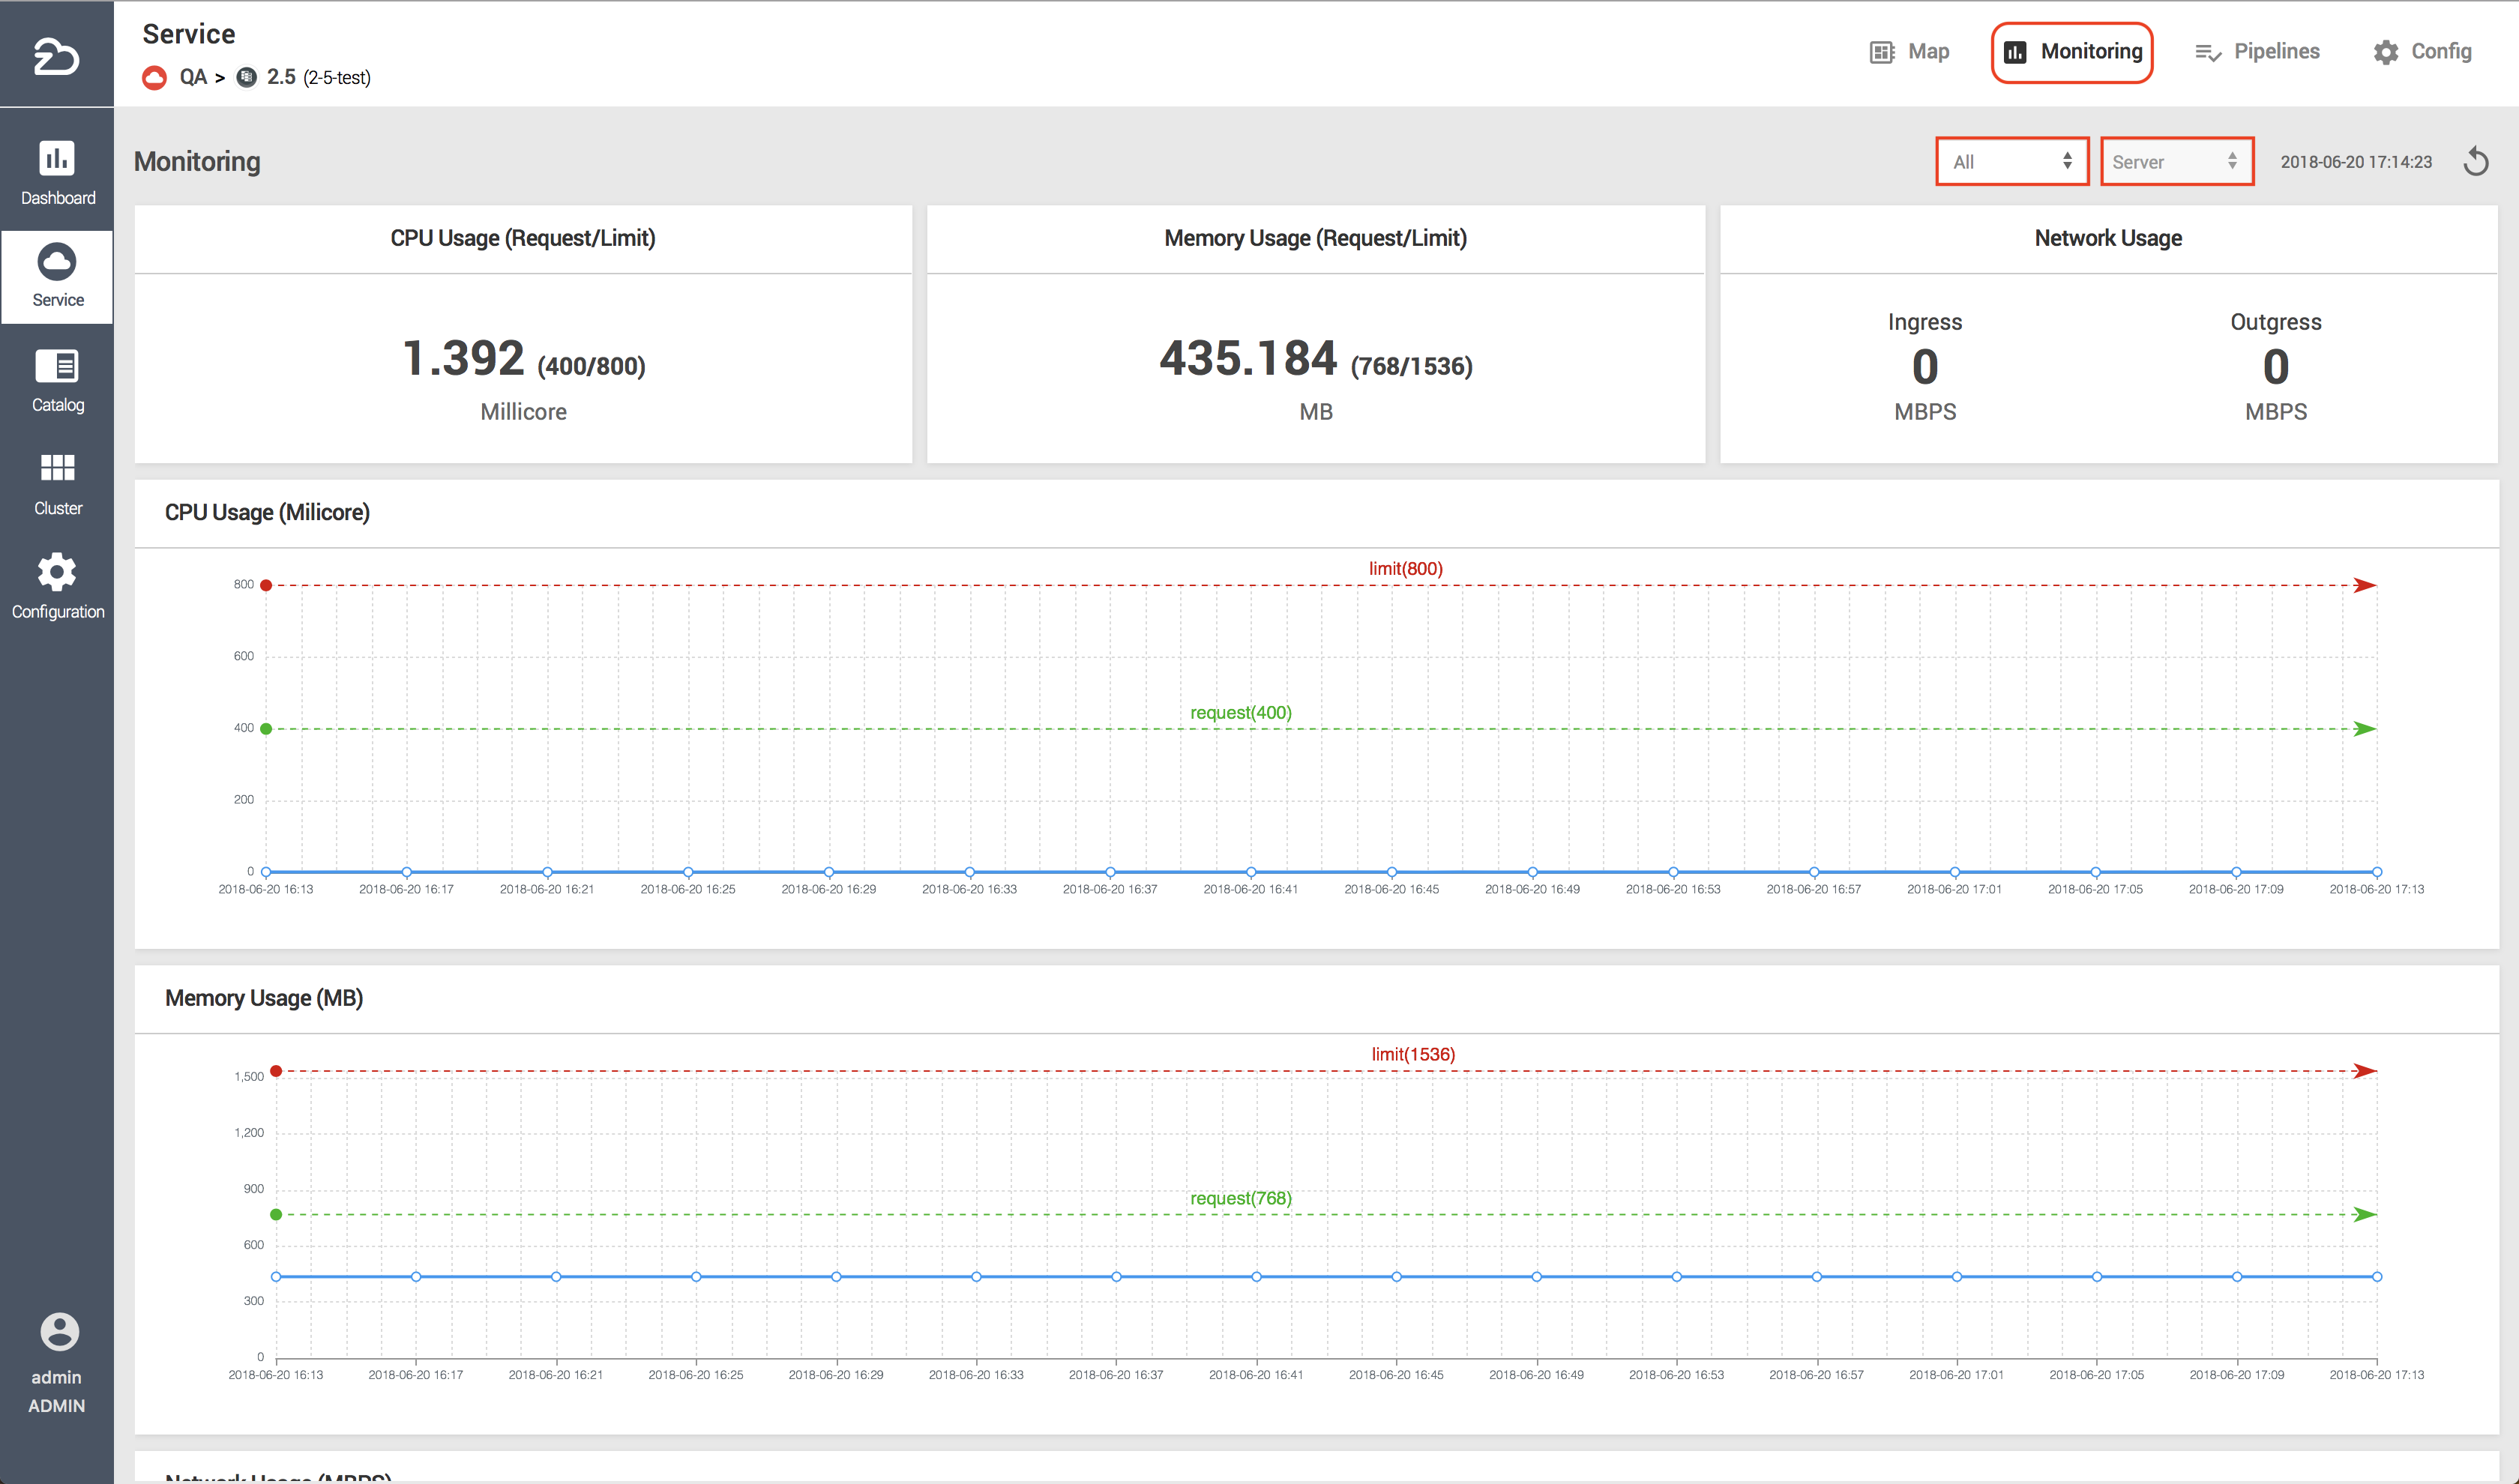 Service
QA > 2.5 (2-5-test)
Map
Monitoring
Pipelines
Config
Dashboard
Service
Catalog
Cluster
Configuration
admin
ADMIN
Monitoring
All
Server
2018-06-20 17:14:23
CPU Usage (Request/Limit)
1.392 (400/800)
Millicore
Memory Usage (Request/Limit)
435.184 (768/1536)
MB
Network Usage
Ingress
0
MBPS
Outgress
0
MBPS
CPU Usage (Milicore)
limit(800)
800
600
request(400)
400
200
0
2018-06-20 16:13
2018-06-20 16:17
2018-06-20 16:21
2018-06-20 16:25
2018-06-20 16:29
2018-06-20 16:33
2018-06-20 16:37
2018-06-20 16:41
2018-06-20 16:45
2018-06-20 16:49
2018-06-20 16:53
2018-06-20 16:57
2018-06-20 17:01
2018-06-20 17:05
2018-06-20 17:09
2018-06-20 17:13
Memory Usage (MB)
limit(1536)
1,500
1,200
900
request(768)
600
300
0
2018-06-20 16:13
2018-06-20 16:17
2018-06-20 16:21
2018-06-20 16:25
2018-06-20 16:29
2018-06-20 16:33
2018-06-20 16:37
2018-06-20 16:41
2018-06-20 16:45
2018-06-20 16:49
2018-06-20 16:53
2018-06-20 16:57
2018-06-20 17:01
2018-06-20 17:05
2018-06-20 17:09
2018-06-20 17:13
Network Usage (MBPS)